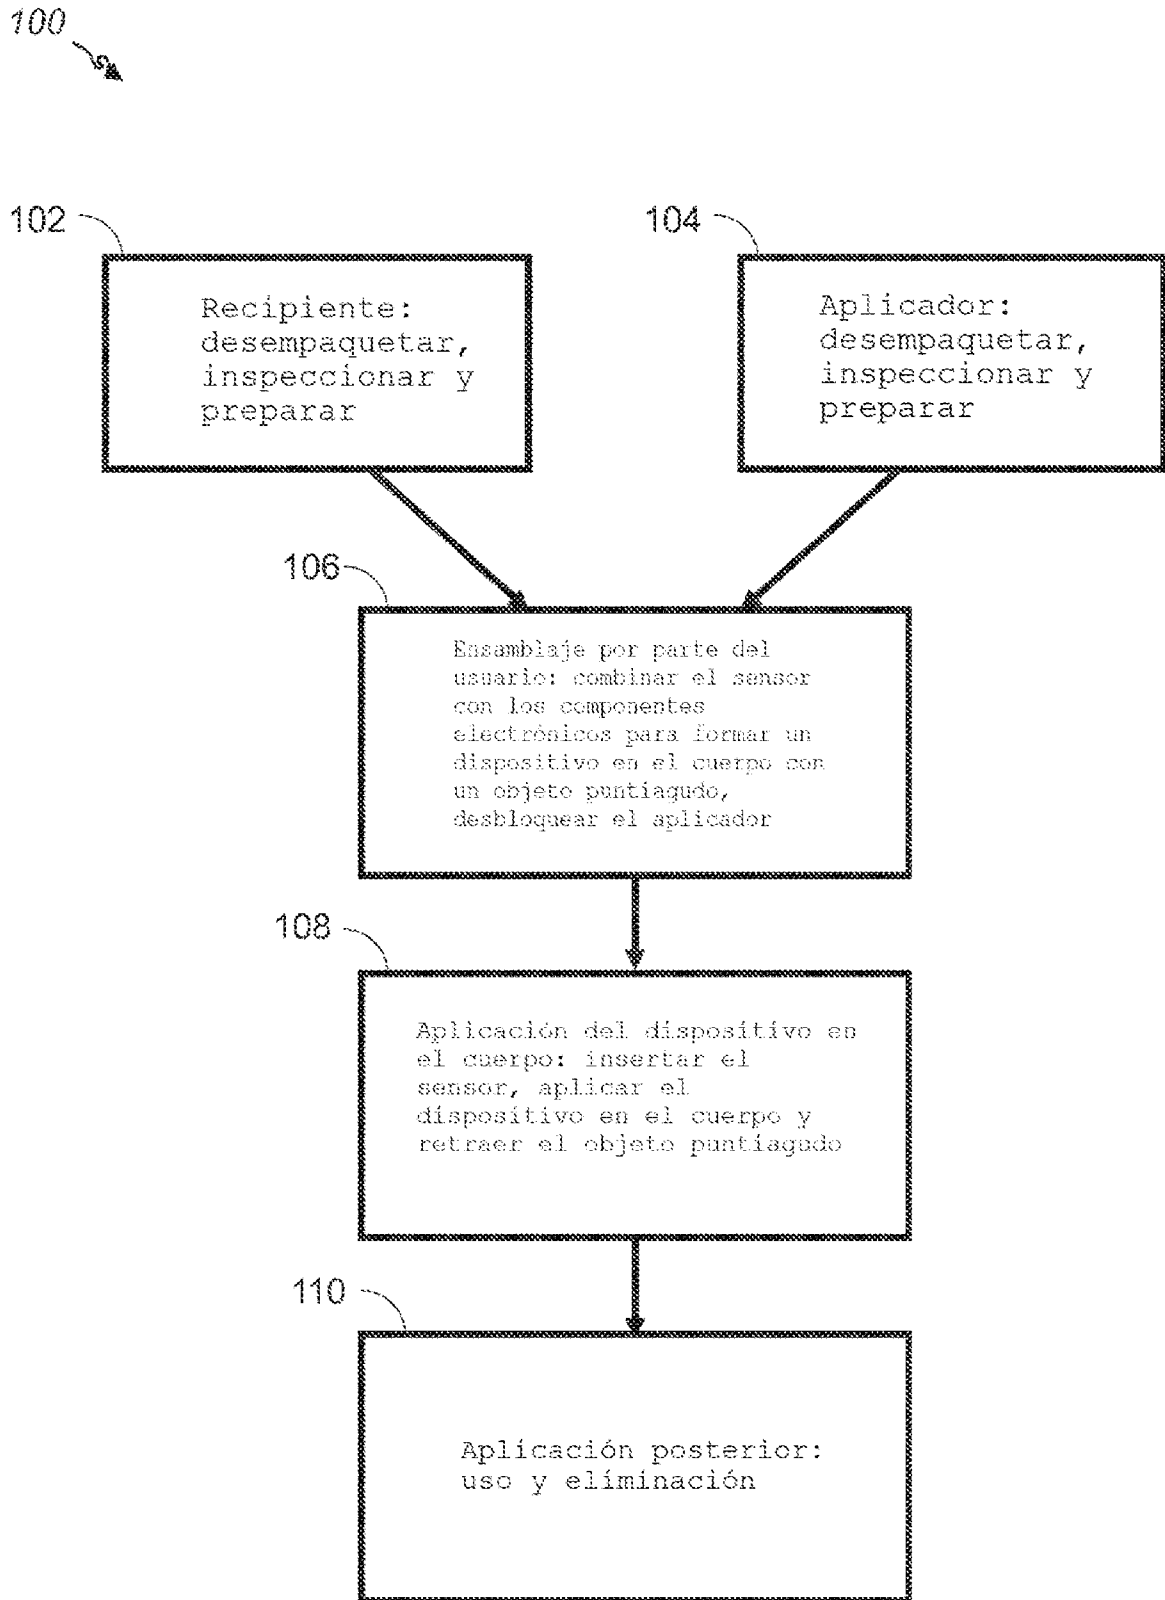 100
102
104
Recipiente:
desempaquetar,
inspeccionar y
preparar
Aplicador:
desempaquetar,
inspeccionar y
preparar
106
Ensamblaje por parte del
usuario: combinar el sensor
con los componentes
electrónicos para formar un
dispositivo en el cuerpo con
un objeto puntiagudo,
desbloquear el aplicador
108
Aplicación del dispositivo en
el cuerpo: insertar el
sensor, aplicar el
dispositivo en el cuerpo y
retraer el objeto puntiagudo
110
Aplicación posterior:
uso y eliminación